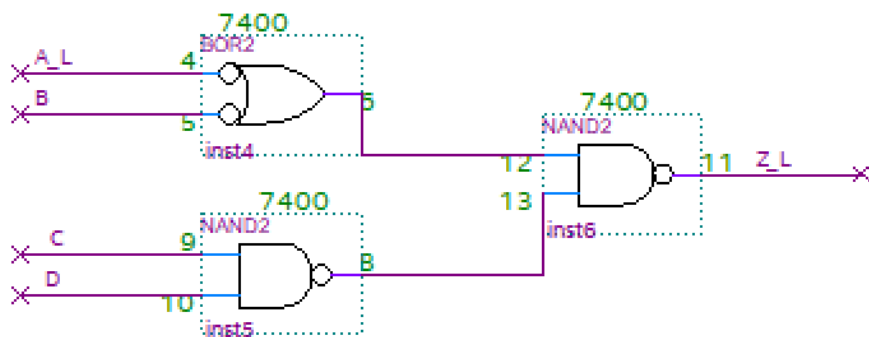 7400
BOR2
A_L
4
B
5
6
inst4
7400
NAND2
12
11
Z_L
13
inst6
7400
NAND2
C
9
8
D
10
inst5